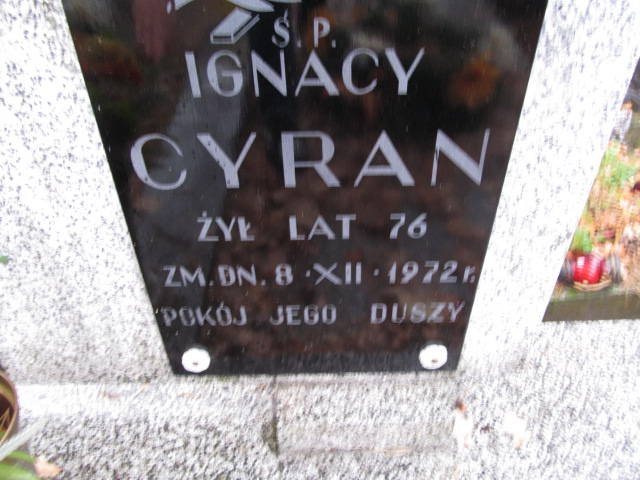 Ś.P.
IGNACY
CYRAN
ŻYŁ LAT 76
ZM. DN. 8 · XII · 1972 r.
POKÓJ JEGO DUSZY